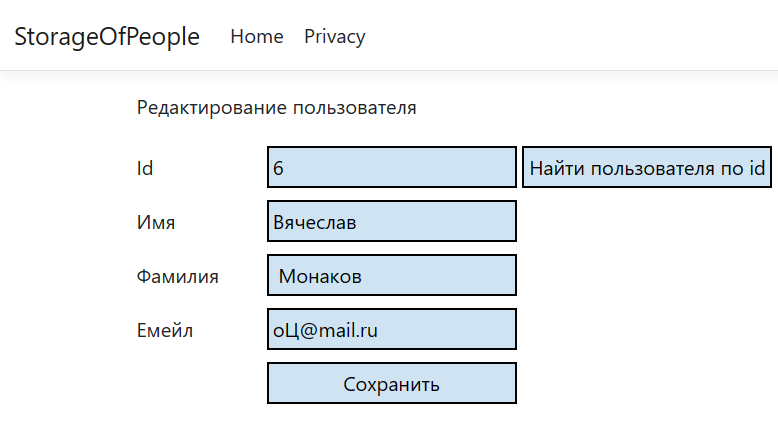 StorageOfPeople Home Privacy
Редактирование пользователя
Id 6 Найти пользователя по id
Имя Вячеслав
Фамилия Монаков
Емейл оЦ@mail.ru
Сохранить